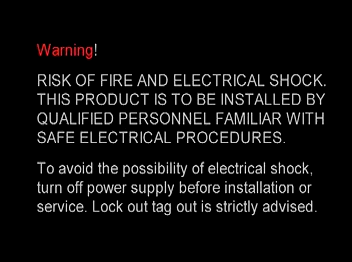 Warning!
RISK OF FIRE AND ELECTRICAL SHOCK.
THIS PRODUCT IS TO BE INSTALLED BY
QUALIFIED PERSONNEL FAMILIAR WITH
SAFE ELECTRICAL PROCEDURES.
To avoid the possibility of electrical shock,
turn off power supply before installation or
service. Lock out tag out is strictly advised.